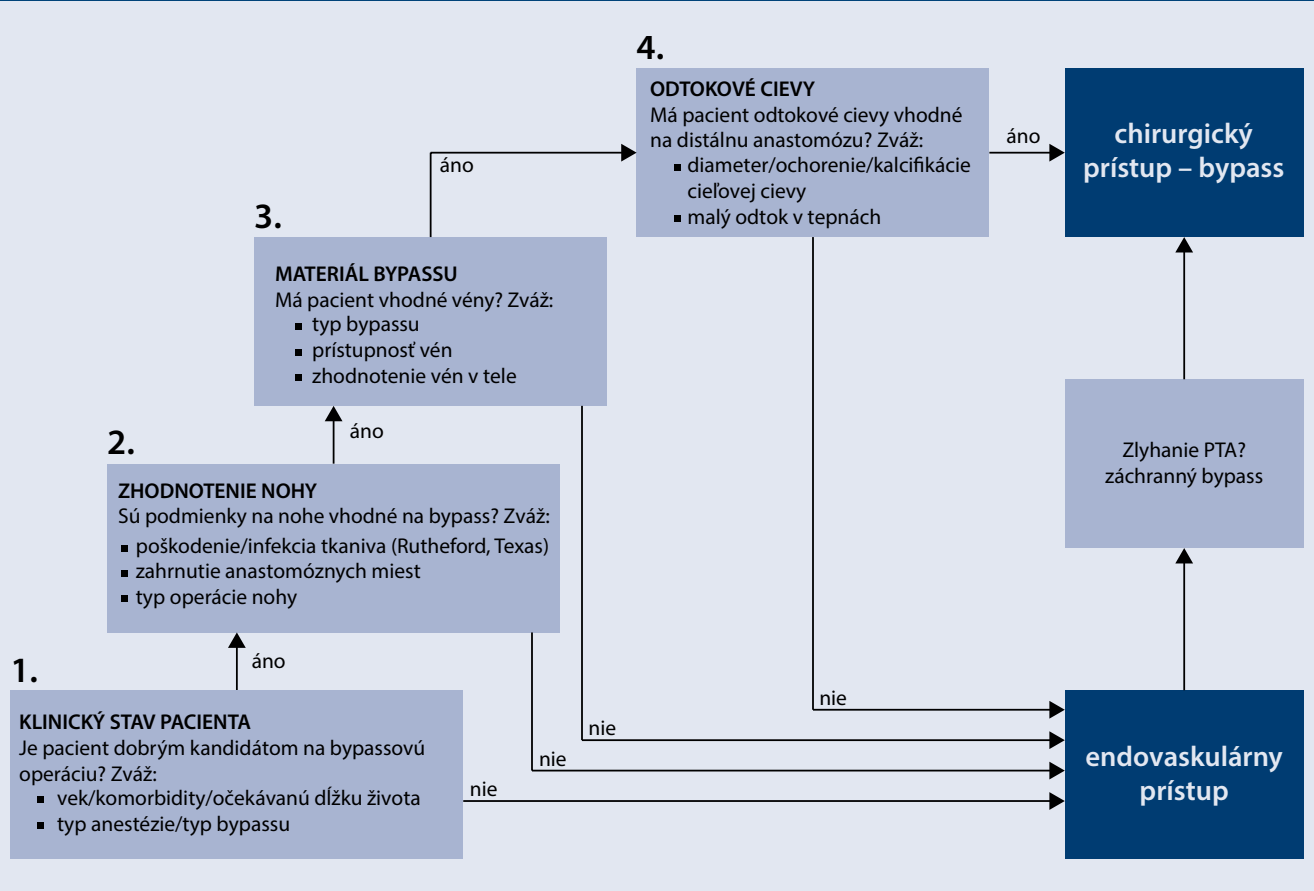 4.
ODTOKOVÉ CIEVY
Má pacient odtokové cievy vhodné
na distálnu anastomózu? Zváž:
▪ diameter/ochorenie/kalcifikácie
cieľovej cievy
▪ malý odtok v tepnách
áno
chirurgický
prístup – bypass
áno
3.
MATERIÁL BYPASSU
Má pacient vhodné vény? Zváž:
▪ typ bypassu
▪ prístupnosť vén
▪ zhodnotenie vén v tele
áno
2.
ZHODNOTENIE NOHY
Sú podmienky na nohe vhodné na bypass? Zváž:
▪ poškodenie/infekcia tkaniva (Rutheford, Texas)
▪ zahrnutie anastomóznych miest
▪ typ operácie nohy
Zlyhanie PTA?
záchranný bypass
áno
1.
KLINICKÝ STAV PACIENTA
Je pacient dobrým kandidátom na bypassovú
operáciu? Zváž:
▪ vek/komorbidity/očekávanú dĺžku života
▪ typ anestézie/typ bypassu
nie
nie
nie
nie
endovaskulárny
prístup